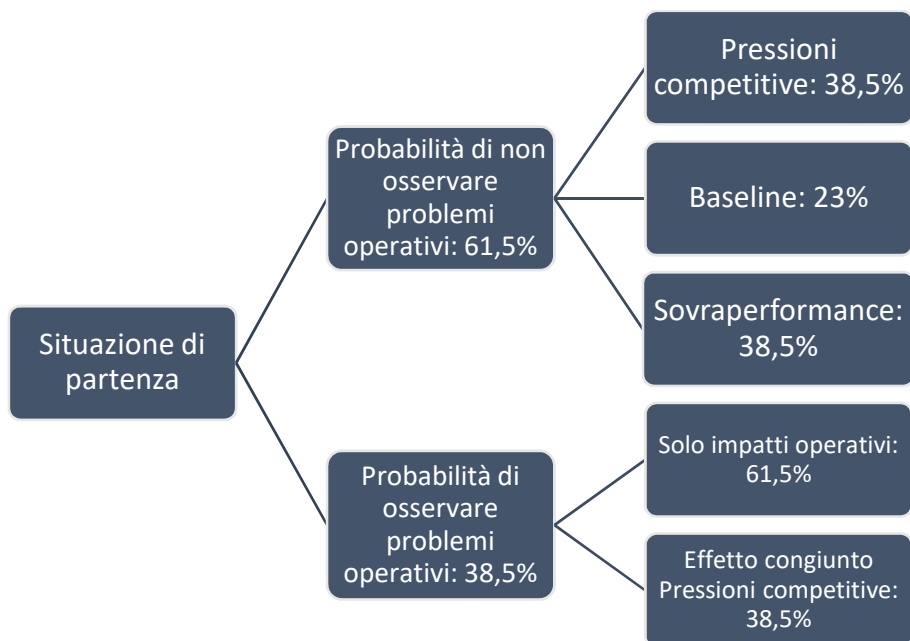 Situazione di
partenza
Probabilità di non
osservare
problemi
operativi: 61,5%
Pressioni
competitive: 38,5%
Baseline: 23%
Sovraperformance:
38,5%
Probabilità di
osservare
problemi
operativi: 38,5%
Solo impatti operativi:
61,5%
Effetto congiunto
Pressioni competitive:
38,5%